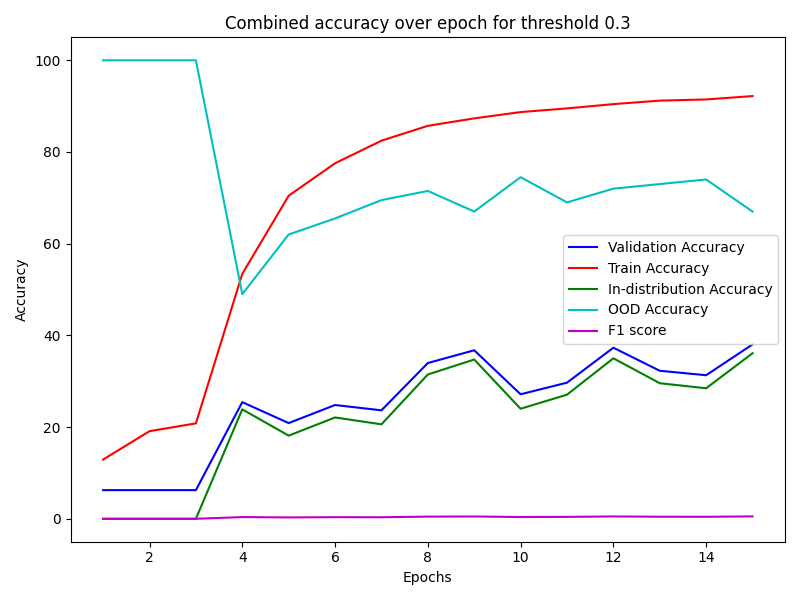 Combined accuracy over epoch for threshold 0.3
Accuracy
100
80
60
40
20
0
Validation Accuracy
Train Accuracy
In-distribution Accuracy
OOD Accuracy
F1 score
2 4 6 8 10 12 14
Epochs